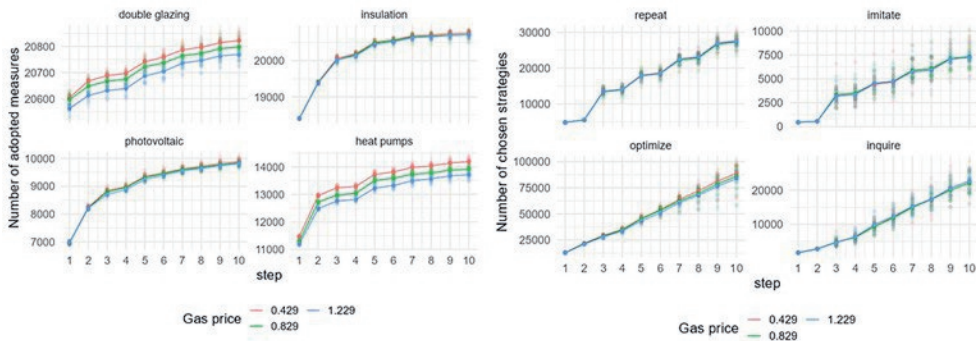 double glazing
insulation
Number of adopted measures
20800
20700
20600
20000
19000
photovoltaic
heat pumps
10000
9000
8000
7000
14000
13000
12000
11000
1 2 3 4 5 6 7 8 9 10
1 2 3 4 5 6 7 8 9 10
step
Gas price
0.429
1.229
0.829
repeat
imitate
Number of chosen strategies
30000
20000
10000
10000
7500
5000
2500
0
optimize
inquire
100000
75000
50000
25000
20000
10000
1 2 3 4 5 6 7 8 9 10
1 2 3 4 5 6 7 8 9 10
step
Gas price
0.429
1.229
0.829